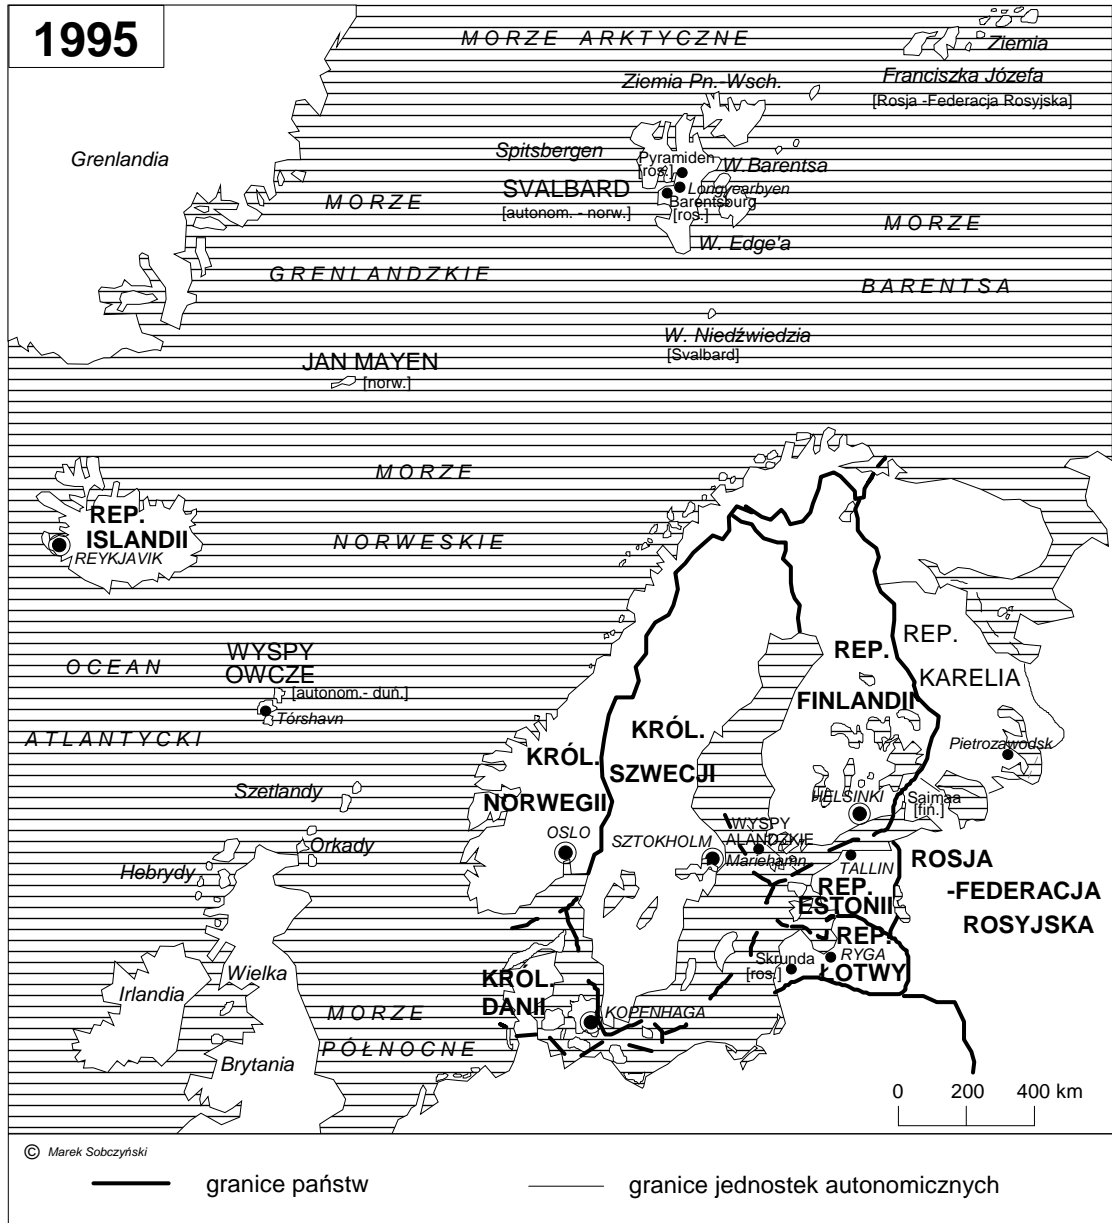 1995
MORZE ARKTYCZNE
Ziemia
Franciszka Józefa
[Rosja -Federacja Rosyjska]
Ziemia Pn.-Wsch.
Grenlandia
Spitsbergen
Pyramiden
[ros.]
W.Barentsa
SVALBARD
[autonom. - norw.]
Longyearbyen
Barentsburg
[ros.]
W. Edge'a
MORZE
GRENLANDZKIE
MORZE
BARENTSA
W. Niedźwiedzia
[Svalbard]
JAN MAYEN
[norw.]
MORZE
NORWESKIE
REP.
ISLANDII
REYKJAVIK
OCEAN
ATLANTYCKI
WYSPY
OWCZE
[autonom.- duń.]
Tórshavn
REP.
KARELIA
Pietrozawodsk
REP.
FINLANDII
HELSINKI
Saimaa
[fin.]
KRÓL.
SZWECJI
SZTOKHOLM
KRÓL.
NORWEGII
OSLO
WYSPY
ALANDZKIE
Mariehamn
Szetlandy
Orkady
Hebrydy
TALLIN
REP.
ESTONII
ROSJA
-FEDERACJA
ROSYJSKA
REP.
ŁOTWY
RYGA
Skrunda
[ros.]
KRÓL.
DANII
KOPENHAGA
Wielka
Brytania
Irlandia
MORZE
PÓŁNOCNE
0 200 400 km
© Marek Sobczyński
granice państw
granice jednostek autonomicznych